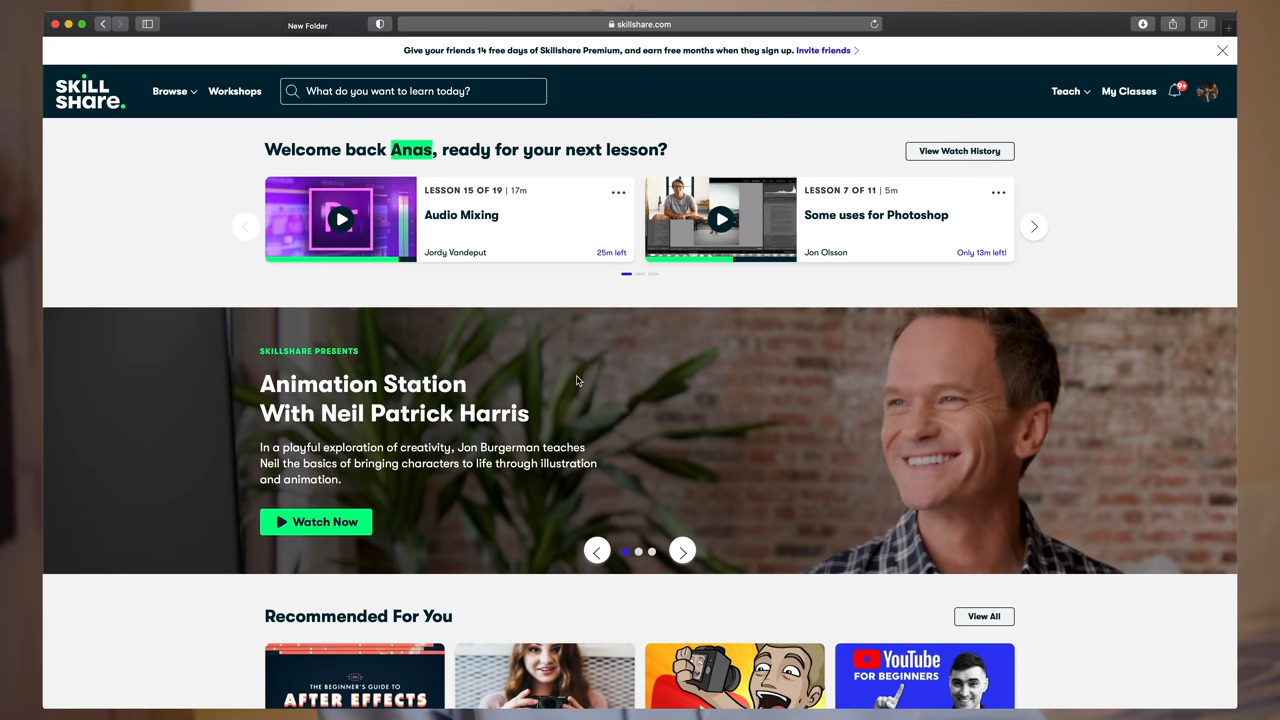 New Folder
skillshare.com
Give your friends 14 free days of Skillshare Premium, and earn free months when they sign up. Invite friends
SKILL
SHaRe.
Browse
Workshops
What do you want to learn today?
Teach
My Classes
9+
Welcome back Anas, ready for your next lesson?
View Watch History
LESSON 15 OF 19 | 17m
Audio Mixing
Jordy Vandeput
25m left
LESSON 7 OF 11 | 5m
Some uses for Photoshop
Jon Olsson
Only 13m left!
SKILLSHARE PRESENTS
Animation Station
With Neil Patrick Harris
In a playful exploration of creativity, Jon Burgerman teaches
Neil the basics of bringing characters to life through illustration
and animation.
Watch Now
Recommended For You
View All
THE BEGINNER'S GUIDE TO
AFTER EFFECTS
YouTube
FOR BEGINNERS